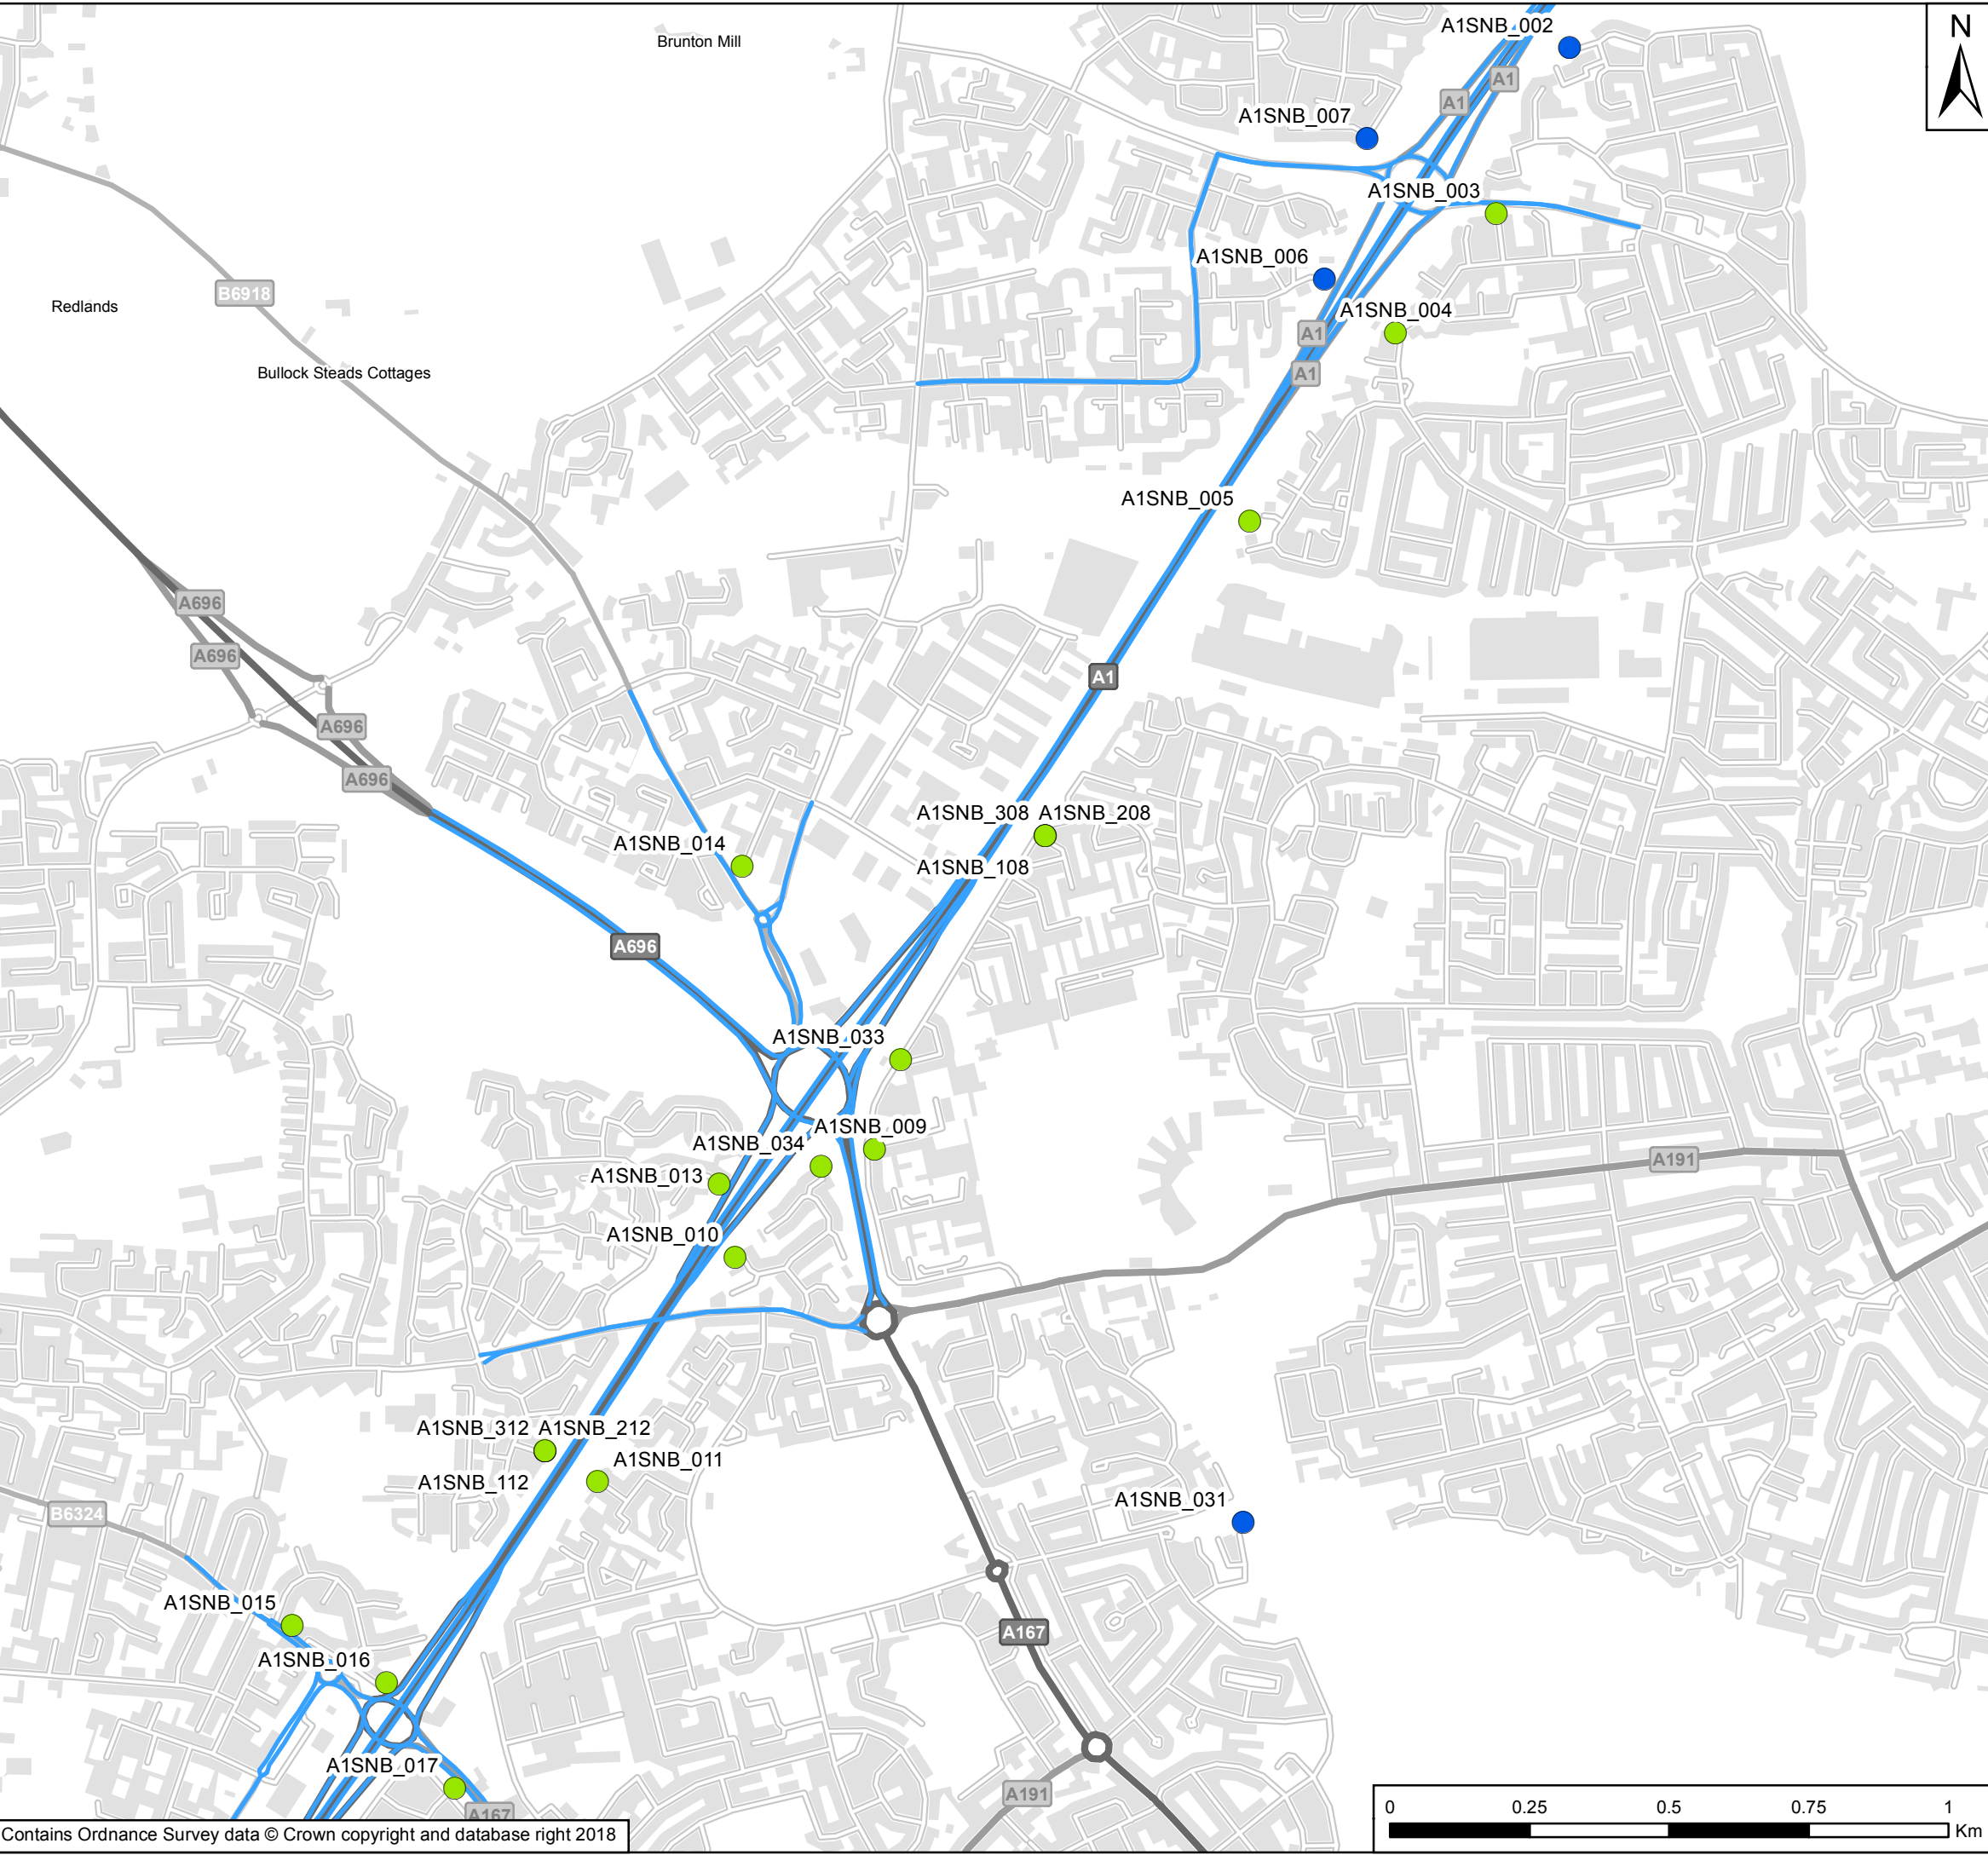 A1SNB_002
N
Brunton Mill
A1
A1
A1SNB_007
A1SNB_003
A1SNB_006
B6918
Redlands
A1SNB_004
A1
A1
Bullock Steads Cottages
A1SNB_005
A696
A696
A1
A696
A696
A1SNB_308 A1SNB_208
A1SNB_014
A1SNB_108
A696
A1SNB_033
A1SNB_009
A1SNB_034
A191
A1SNB_013
A1SNB_010
A1SNB_312 A1SNB_212
A1SNB_011
A1SNB_112
A1SNB_031
B6324
A1SNB_015
A167
A1SNB_016
A1SNB_017
A191
A167
0 0.25 0.5 0.75 1
Km
Contains Ordnance Survey data © Crown copyright and database right 2018